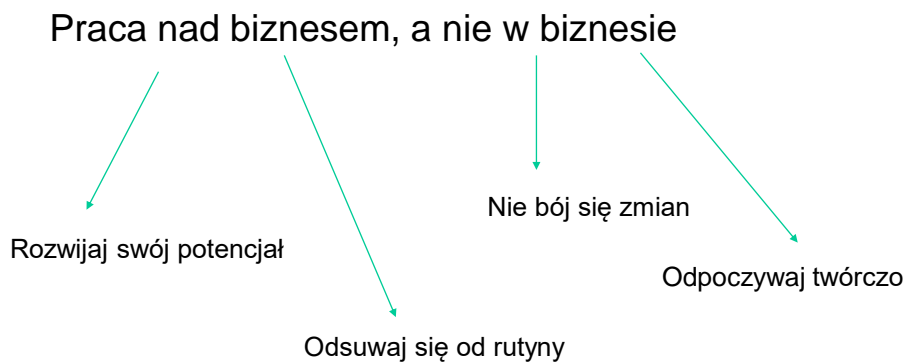 Praca nad biznesem, a nie w biznesie
Nie bój się zmian
Rozwijaj swój potencjał
Odpoczywaj twórczo
Odsuwaj się od rutyny